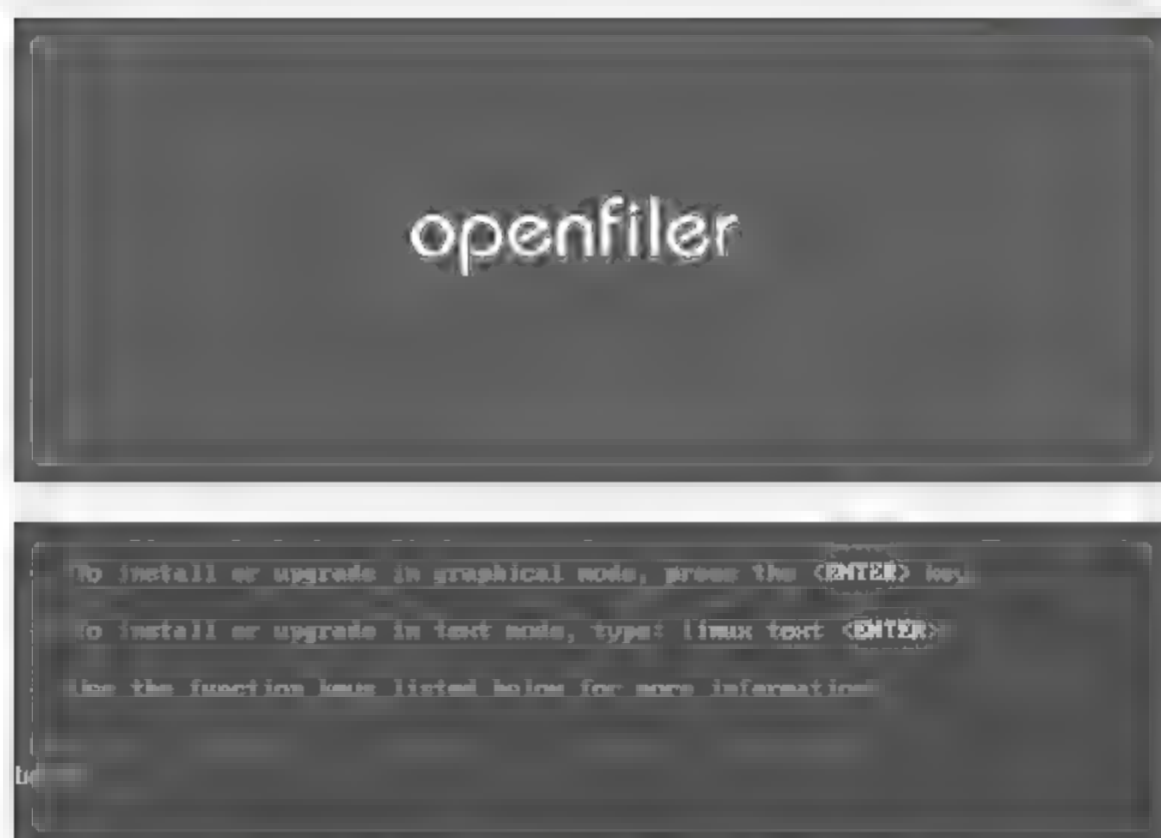 openfiler
To install or upgrade in graphical mode, press the <ENTER> key.
To install or upgrade in text mode, type: linux text <ENTER>
Use the function keys listed below for more information